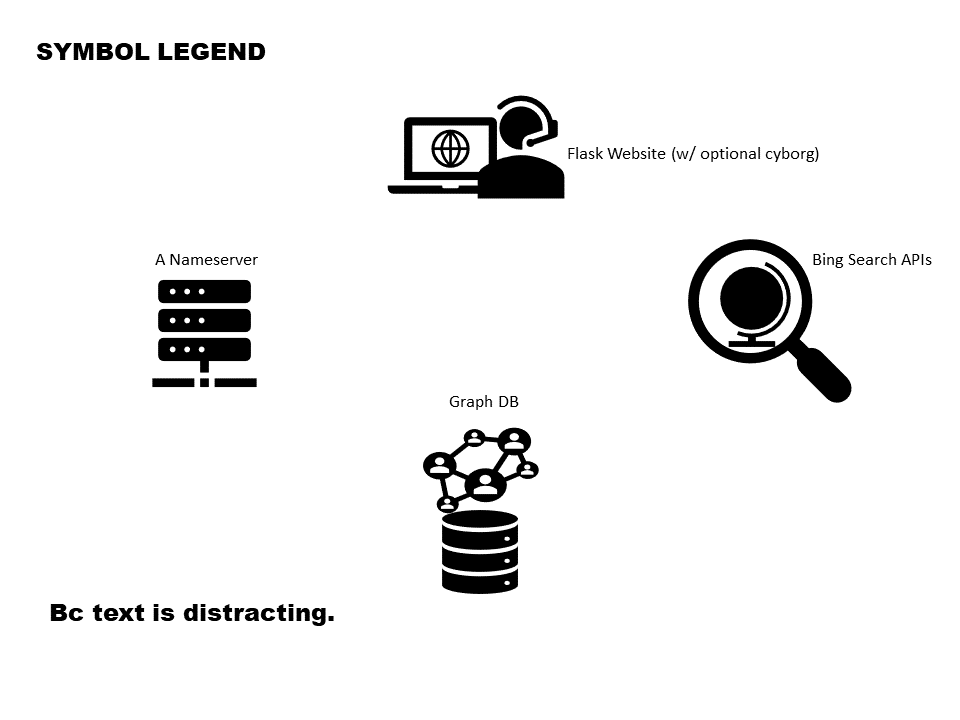 SYMBOL LEGEND
Flask Website (w/ optional cyborg)
A Nameserver
Bing Search APIs
Graph DB
Bc text is distracting.